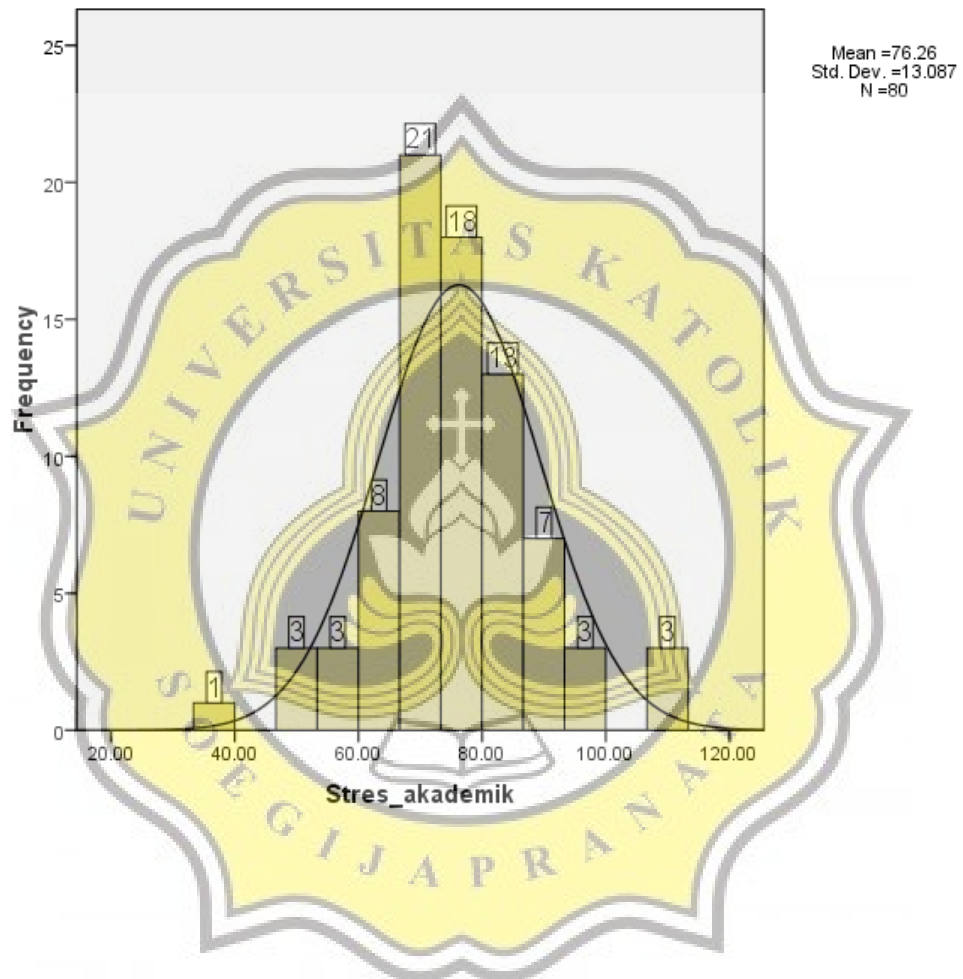 Mean =76.26
Std. Dev. =13.087
N =80
Frequency
25
20
15
10
5
0
21
18
13
8
7
3
3
3
3
1
20.00 40.00 60.00 80.00 100.00 120.00
Stres_akademik
UNIVERSITAS KATOLIK
SOEGIJAPRANATA